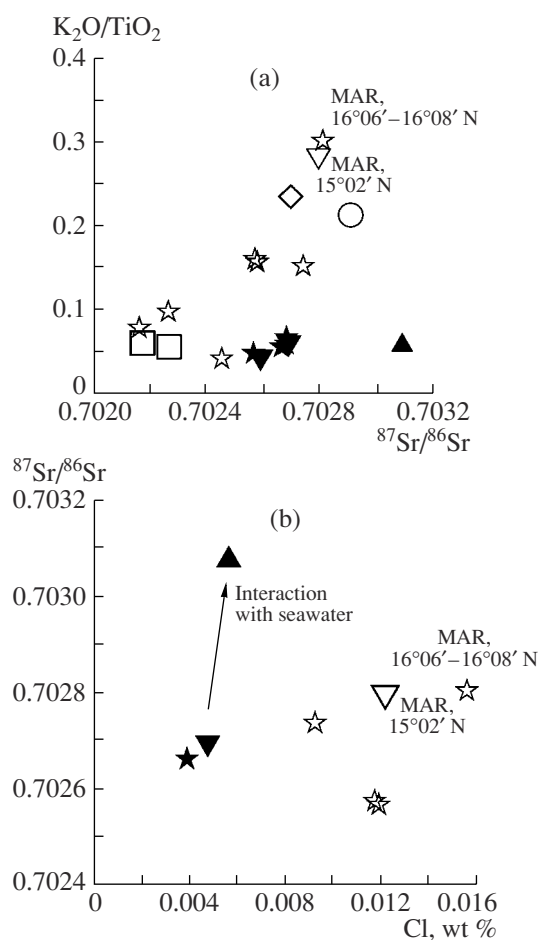 K₂O/TiO₂
0.4
(a)
MAR,
16°06′–16°08′ N
0.3
MAR,
15°02′ N
0.2
0.1
0
0.7020
0.7024
0.7028
0.7032
⁸⁷Sr/⁸⁶Sr
⁸⁷Sr/⁸⁶Sr
0.7032
(b)
0.7030
Interaction
with seawater
MAR,
16°06′–16°08′ N
0.7028
MAR,
15°02′ N
0.7026
0.7024
0
0.004
0.008
0.012
0.016
Cl, wt %